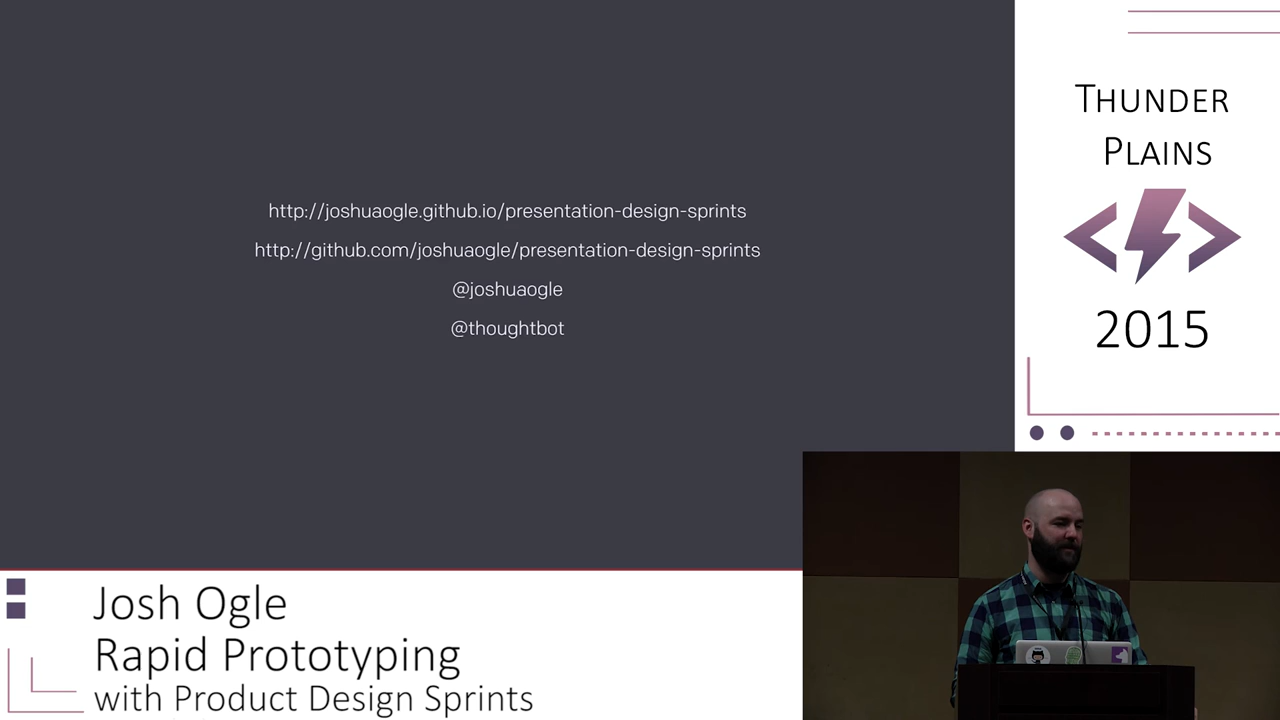 http://joshuaogle.github.io/presentation-design-sprints
http://github.com/joshuaogle/presentation-design-sprints
@joshuaogle
@thoughtbot
THUNDER
PLAINS
2015
Josh Ogle
Rapid Prototyping
with Product Design Sprints